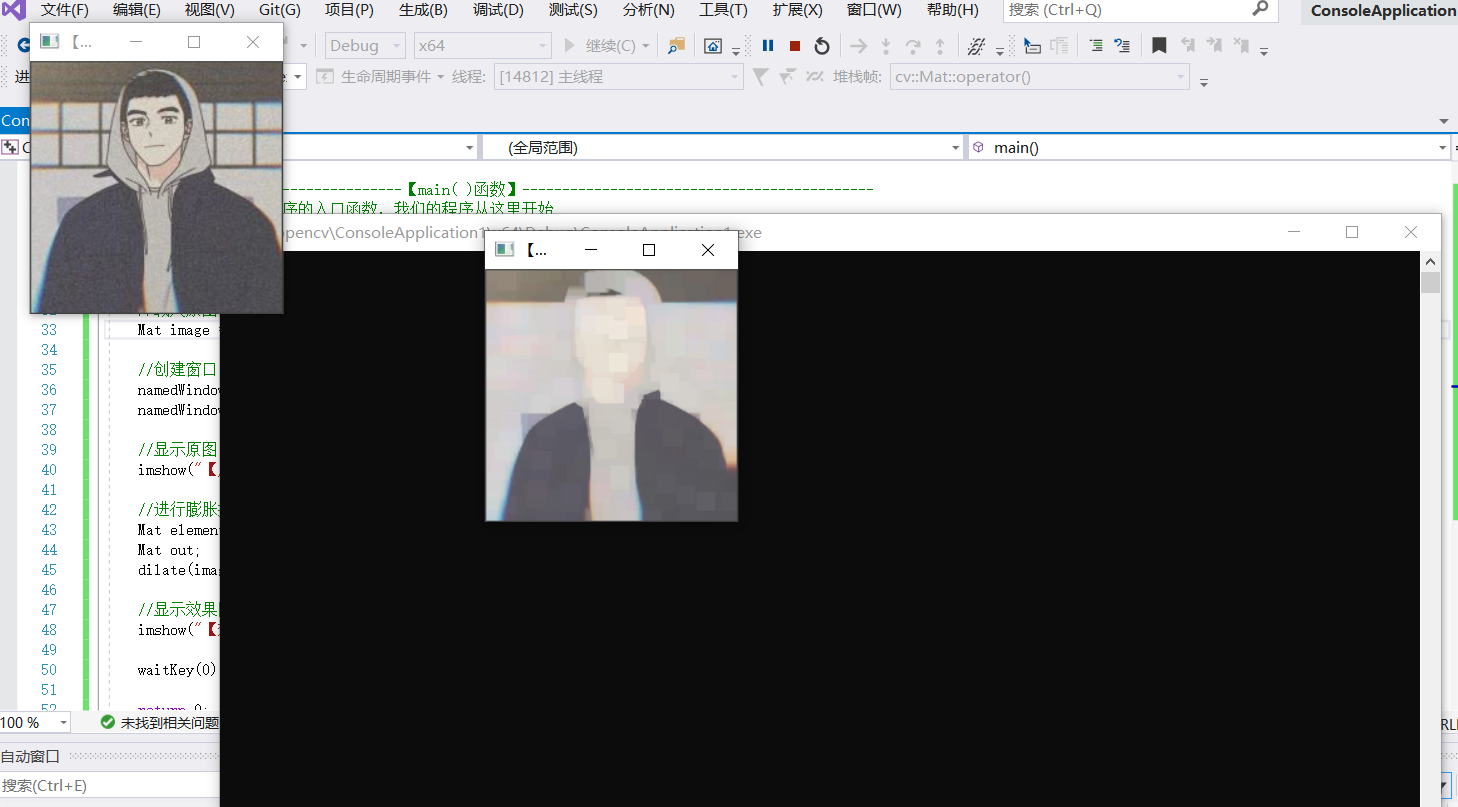 文件(F) 编辑(E) 视图(V) Git(G) 项目(P) 生成(B) 调试(D) 测试(S) 分析(N) 工具(T) 扩展(X) 窗口(W) 帮助(H) 搜索 (Ctrl+Q) ConsoleApplication
【...
Debug x64 继续(C)
进 生命周期事件 线程: [14812] 主线程 堆栈帧: cv::Mat::operator()
Con
(全局范围) main()
---------------【main( )函数】--------------------------------------------
序的入口函数，我们的程序从这里开始
opencv\ConsoleApplication1\x64\Debug\ConsoleApplication1.exe
【...
33 Mat image
34
35 //创建窗口
36 namedWindow
37 namedWindow
38
39 //显示原图
40 imshow("【
41
42 //进行膨胀
43 Mat element
44 Mat out;
45 dilate(ima
46
47 //显示效果
48 imshow("【
49
50 waitKey(0)
51
52 return 0;
100 % 未找到相关问题
自动窗口
搜索(Ctrl+E)